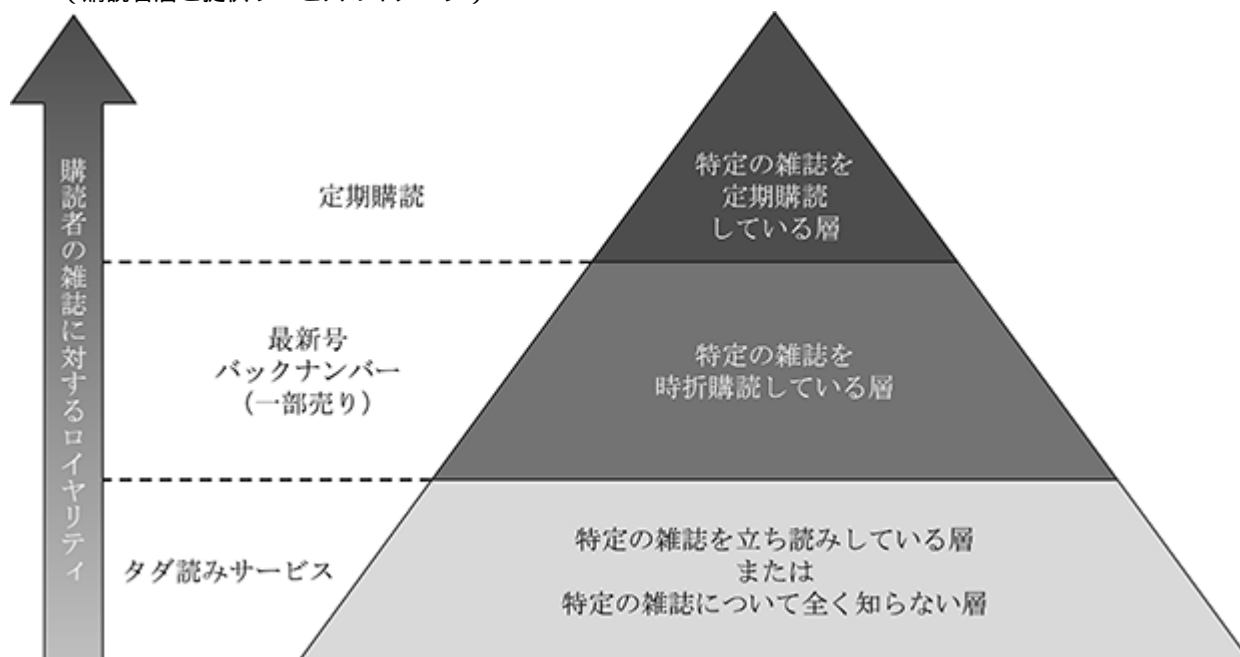 購読者の雑誌に対するロイヤリティ
定期購読
特定の雑誌を
定期購読
している層
最新号
バックナンバー
（一部売り）
特定の雑誌を
時折購読している層
タダ読みサービス
特定の雑誌を立ち読みしている層
または
特定の雑誌について全く知らない層